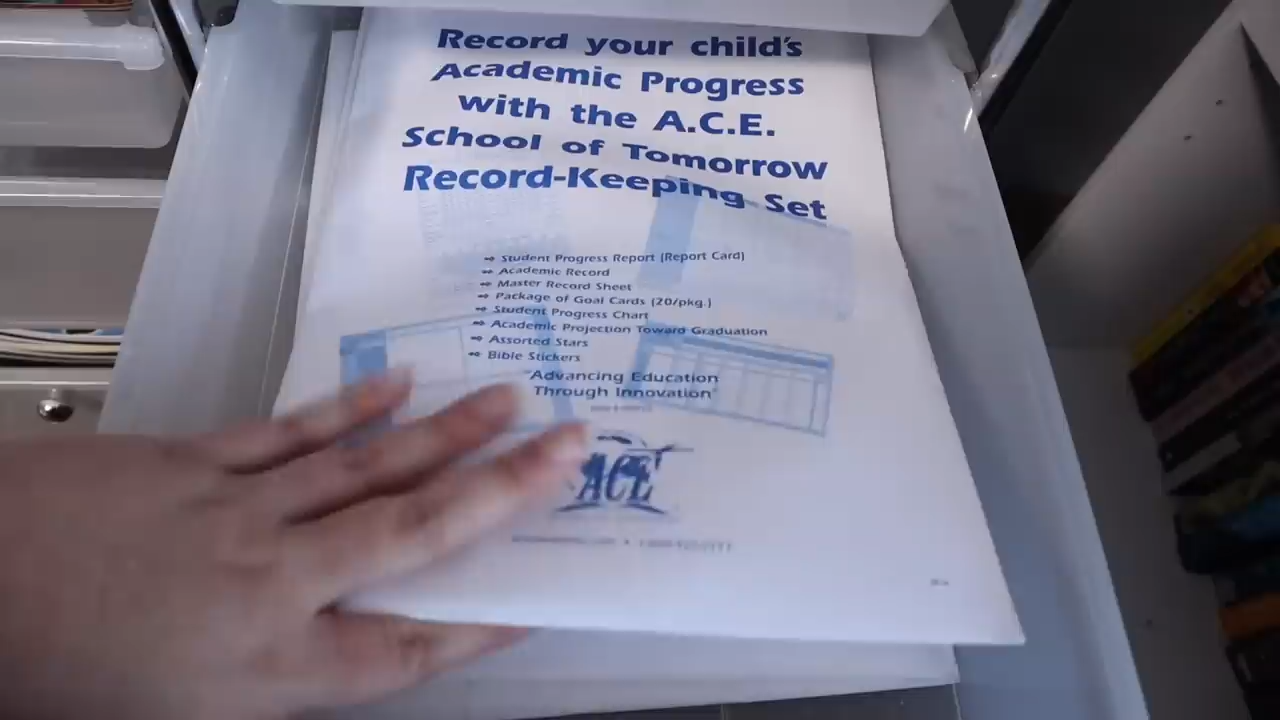 Record your child's
Academic Progress
with the A.C.E.
School of Tomorrow
Record-Keeping Set
⇨ Student Progress Report (Report Card)
⇨ Academic Record
⇨ Master Record Sheet
⇨ Package of Goal Cards (20/pkg.)
⇨ Student Progress Chart
⇨ Academic Projection Toward Graduation
⇨ Assorted Stars
⇨ Bible Stickers
"Advancing Education
Through Innovation"
ACE